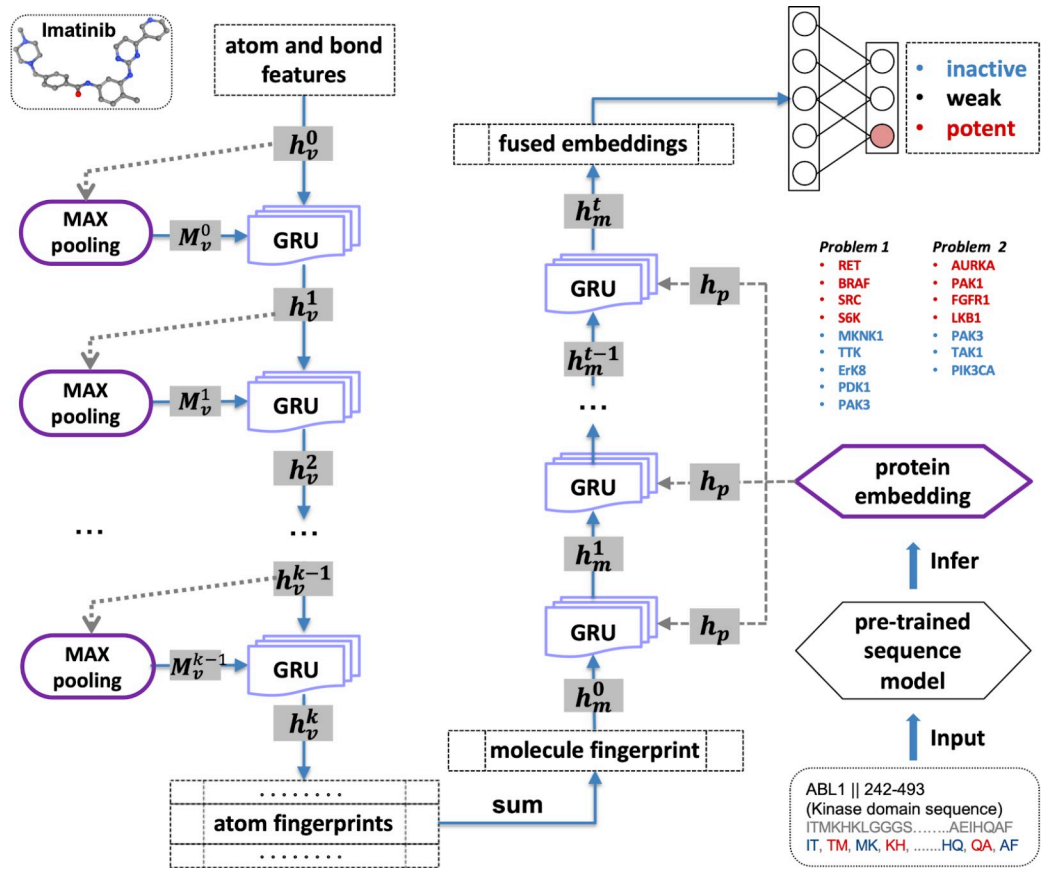 Imatinib
atom and bond
features
h_v^0
MAX
pooling
M_v^0
GRU
h_v^1
MAX
pooling
M_v^1
GRU
h_v^2
...
...
h_v^{k-1}
MAX
pooling
M_v^{k-1}
GRU
h_v^k
........
atom fingerprints
........
sum
molecule fingerprint
h_m^0
GRU
h_p
h_m^1
GRU
h_p
...
h_m^{t-1}
GRU
h_p
h_m^t
fused embeddings
• inactive
• weak
• potent
Problem 1
• RET
• BRAF
• SRC
• S6K
• MKNK1
• TTK
• ErK8
• PDK1
• PAK3
Problem 2
• AURKA
• PAK1
• FGFR1
• LKB1
• PAK3
• TAK1
• PIK3CA
protein
embedding
Infer
pre-trained
sequence
model
Input
ABL1 || 242-493
(Kinase domain sequence)
ITMKHKLGGGS........AEIHQAF
IT, TM, MK, KH, .......HQ, QA, AF